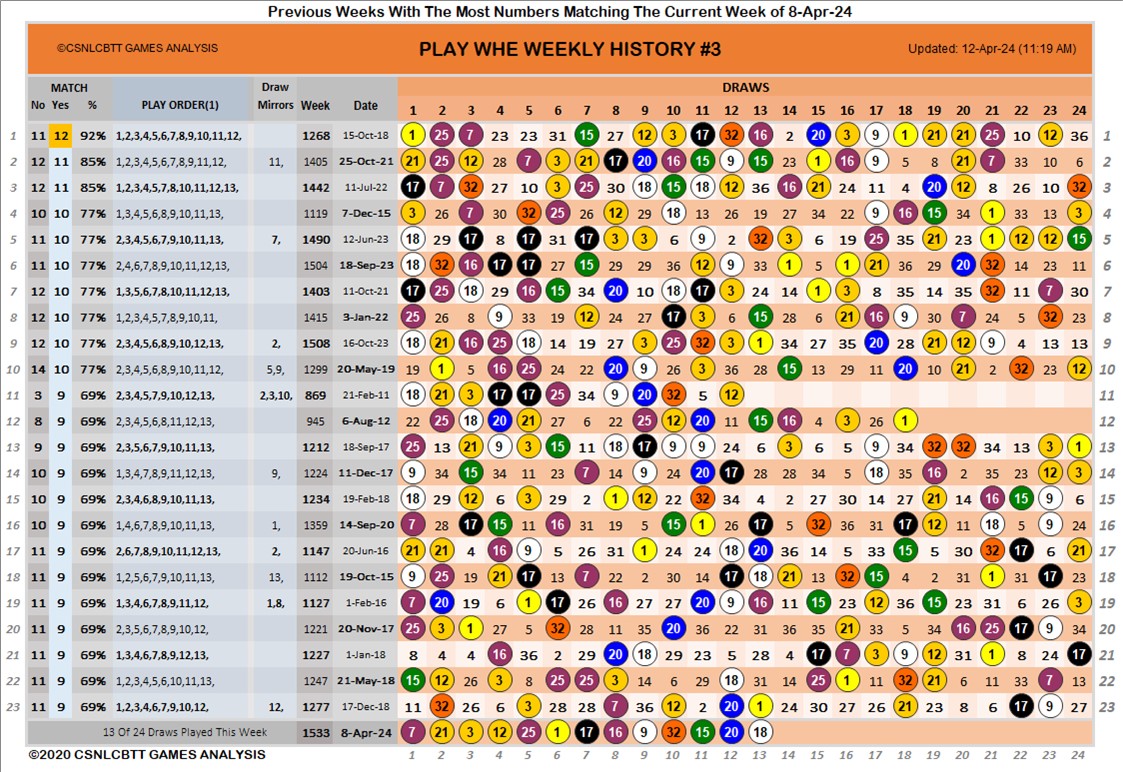 Previous Weeks With The Most Numbers Matching The Current Week of 8-Apr-24
©CSNLCBTT GAMES ANALYSIS PLAY WHE WEEKLY HISTORY #3 Updated: 12-Apr-24 (11:19 AM)
MATCH Draw DRAWS
No Yes % PLAY ORDER(1) Mirrors Week Date 1 2 3 4 5 6 7 8 9 10 11 12 13 14 15 16 17 18 19 20 21 22 23 24
1 11 12 92% 1,2,3,4,5,6,7,8,9,10,11,12, 1268 15-Oct-18 1 25 7 23 23 31 15 27 12 3 17 32 16 2 20 3 9 1 21 21 25 10 12 36 1
2 12 11 85% 1,2,3,4,5,6,7,8,9,11,12, 11, 1405 25-Oct-21 21 25 12 28 7 3 21 17 20 16 15 9 15 23 1 16 9 5 8 21 7 33 10 6 2
3 12 11 85% 1,2,3,4,5,7,8,10,11,12,13, 1442 11-Jul-22 17 7 32 27 10 3 25 30 18 15 18 12 36 16 21 24 11 4 20 12 8 26 10 32 3
4 10 10 77% 1,3,4,5,6,8,9,10,11,13, 1119 7-Dec-15 3 26 7 30 32 25 26 12 29 18 13 26 19 27 34 22 9 16 15 34 1 33 13 3 4
5 11 10 77% 2,3,4,5,6,7,9,10,11,13, 7, 1490 12-Jun-23 18 29 17 8 17 31 17 3 3 6 9 2 32 3 6 19 25 35 21 23 1 12 12 15 5
6 11 10 77% 2,4,6,7,8,9,10,11,12,13, 1504 18-Sep-23 18 32 16 17 17 27 15 29 29 36 12 9 33 1 5 1 21 36 29 20 32 14 23 11 6
7 12 10 77% 1,3,5,6,7,8,10,11,12,13, 1403 11-Oct-21 17 25 18 29 16 15 34 20 10 18 17 3 24 14 1 3 8 35 14 35 32 11 7 30 7
8 12 10 77% 1,2,3,4,5,7,8,9,10,11, 1415 3-Jan-22 25 26 8 9 33 19 12 24 27 17 3 6 15 28 6 21 16 9 30 7 24 5 32 23 8
9 12 10 77% 2,3,4,5,6,8,9,10,12,13, 2, 1508 16-Oct-23 18 21 16 25 18 14 19 27 3 25 32 3 1 34 27 35 20 28 21 12 9 4 13 13 9
10 14 10 77% 2,3,4,5,6,8,9,10,11,12, 5,9, 1299 20-May-19 19 1 5 16 25 24 22 20 9 26 3 36 28 15 13 29 11 20 10 21 2 32 23 12 10
11 3 9 69% 2,3,4,5,7,9,10,12,13, 2,3,10, 869 21-Feb-11 18 21 3 17 17 25 34 9 20 32 5 12 11
12 8 9 69% 2,3,4,5,6,8,11,12,13, 945 6-Aug-12 22 25 18 20 21 27 6 22 25 12 20 11 15 16 4 3 26 1 12
13 9 9 69% 2,3,5,6,7,9,10,11,13, 1212 18-Sep-17 25 13 21 9 3 15 11 18 17 9 9 24 6 3 6 5 9 34 32 32 34 13 3 1 13
14 10 9 69% 1,3,4,7,8,9,11,12,13, 9, 1224 11-Dec-17 9 34 15 11 23 7 14 9 24 20 17 28 28 34 5 18 2 16 2 35 23 12 3 14
15 10 9 69% 2,3,4,6,8,9,10,11,13, 1234 19-Feb-18 18 29 12 6 3 29 2 1 12 22 32 34 4 2 27 30 14 27 21 14 16 15 9 6 15
16 10 9 69% 1,4,6,7,8,9,10,11,13, 1, 1359 14-Sep-20 7 28 17 15 11 16 31 19 5 15 1 26 17 5 32 36 31 17 12 11 18 5 9 24 16
17 11 9 69% 2,6,7,8,9,10,11,12,13, 2, 1147 20-Jun-16 21 21 4 16 9 5 26 31 1 24 24 18 20 36 14 5 33 15 5 30 32 17 6 21 17
18 11 9 69% 1,2,5,6,7,9,10,11,13, 13, 1112 19-Oct-15 9 25 19 21 17 13 7 22 2 30 14 17 18 21 13 32 15 4 2 31 1 31 17 23 18
19 11 9 69% 1,3,4,6,7,8,9,11,12, 1,8, 1127 1-Feb-16 7 20 19 6 1 17 26 16 27 27 20 9 16 11 15 23 12 36 15 23 31 6 26 3 19
20 11 9 69% 2,3,5,6,7,8,9,10,12, 1221 20-Nov-17 25 3 1 27 6 32 28 11 35 20 36 22 31 36 35 21 33 5 34 16 25 17 9 34 20
21 11 9 69% 1,3,4,6,7,8,9,12,13, 1227 1-Jan-18 8 4 4 16 36 2 29 20 18 29 23 5 28 4 17 7 3 9 12 31 1 8 24 17 21
22 11 9 69% 1,2,3,4,5,6,10,11,13, 1247 21-May-18 15 12 26 3 8 25 25 3 14 6 12 18 31 14 25 1 11 32 21 6 11 33 7 13 22
23 11 9 69% 1,2,3,4,6,7,9,10,12, 12, 1277 17-Dec-18 11 32 26 6 3 28 28 7 36 12 2 20 1 24 30 27 26 21 23 8 6 17 9 27 23
13 Of 24 Draws Played This Week 1533 8-Apr-24 7 21 3 12 25 1 17 16 9 32 15 20 18
©2020 CSNLCBTT GAMES ANALYSIS 1 2 3 4 5 6 7 8 9 10 11 12 13 14 15 16 17 18 19 20 21 22 23 24